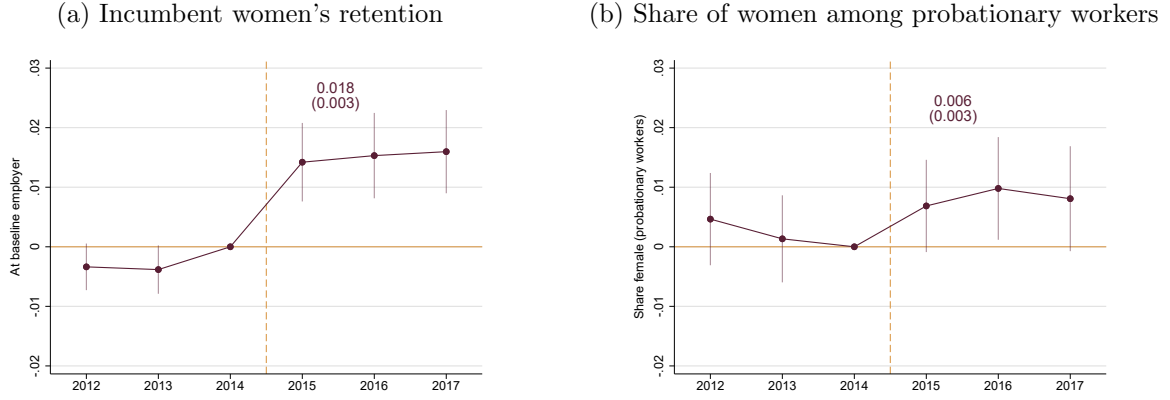 (a) Incumbent women's retention
.03
.02
.01
0
-.01
-.02
At baseline employer
0.018
(0.003)
2012 2013 2014 2015 2016 2017
(b) Share of women among probationary workers
.03
.02
.01
0
-.01
-.02
Share female (probationary workers)
0.006
(0.003)
2012 2013 2014 2015 2016 2017